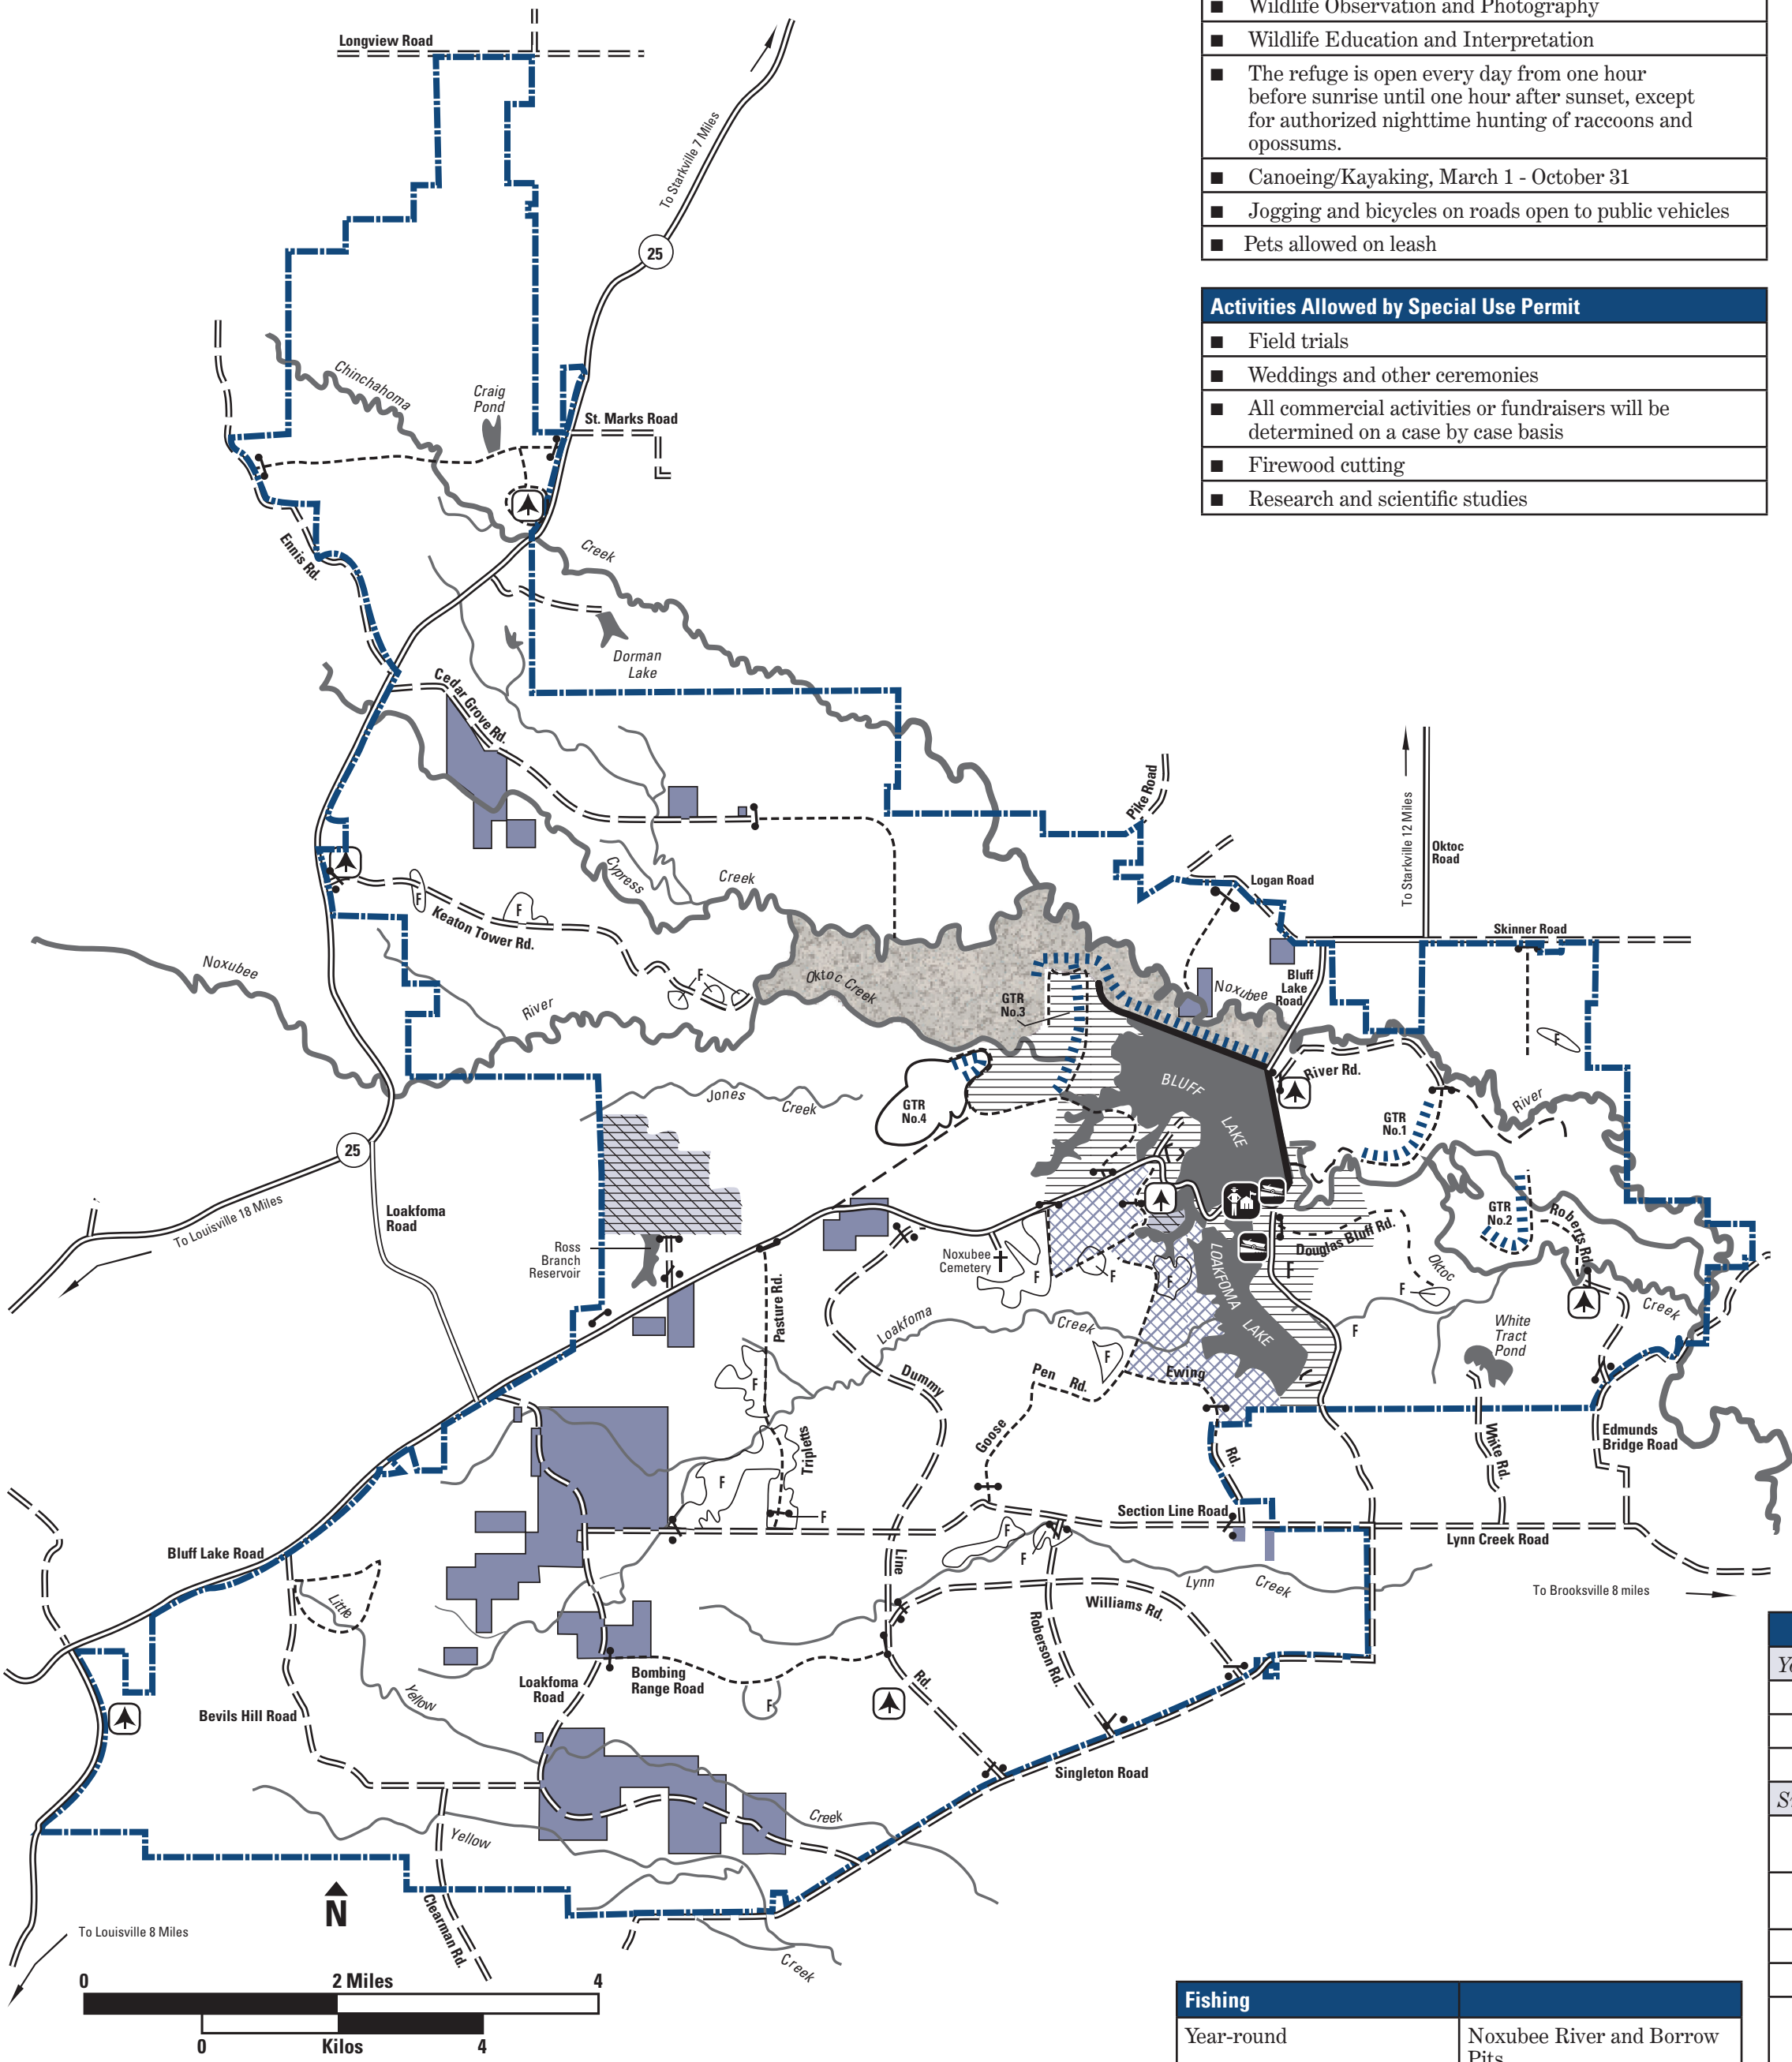 ■ Wildlife Observation and Photography
■ Wildlife Education and Interpretation
■ The refuge is open every day from one hour
before sunrise until one hour after sunset, except
for authorized nighttime hunting of raccoons and
opossums.
■ Canoeing/Kayaking, March 1 - October 31
■ Jogging and bicycles on roads open to public vehicles
■ Pets allowed on leash
Activities Allowed by Special Use Permit
■ Field trials
■ Weddings and other ceremonies
■ All commercial activities or fundraisers will be
determined on a case by case basis
■ Firewood cutting
■ Research and scientific studies
Longview Road
To Starkville 7 Miles
25
Chinchahoma
Craig
Pond
St. Marks Road
Ennis Rd.
Creek
Dorman
Lake
Cedar Grove Rd.
Pike Road
To Starkville 12 Miles
Oktoc
Road
Logan Road
Skinner Road
Cypress
Creek
F
F
Keaton Tower Rd.
Noxubee
River
F
Oktoc Creek
GTR
No.3
Noxubee
Bluff
Lake
Road
F
River Rd.
River
BLUFF
LAKE
GTR
No.4
GTR
No.1
Jones
Creek
25
To Louisville 18 Miles
Loakfoma
Road
Ross
Branch
Reservoir
Noxubee
Cemetery
F
F
F
LOAKFOMA
LAKE
Douglas Bluff Rd.
F
GTR
No.2
Roberts Rd.
Oktoc
Creek
F
F
White
Tract
Pond
Pasture Rd.
Loakfoma
Creek
F
Dummy
Pen Rd.
Ewing
F
Goose
Rd.
White Rd.
Edmunds
Bridge Road
Tripletts
F
F
Section Line Road
Lynn Creek Road
F
F
Bluff Lake Road
Line
Lynn
Creek
To Brooksville 8 miles
Little
Williams Rd.
Roberson Rd.
Loakfoma
Road
Bombing
Range Road
Rd.
F
Yellow
Bevils Hill Road
Singleton Road
Creek
Yellow
Clearman Rd.
N
To Louisville 8 Miles
Creek
0 2 Miles 4
0 Kilos 4
Fishing
Year-round
Noxubee River and Borrow
Pits